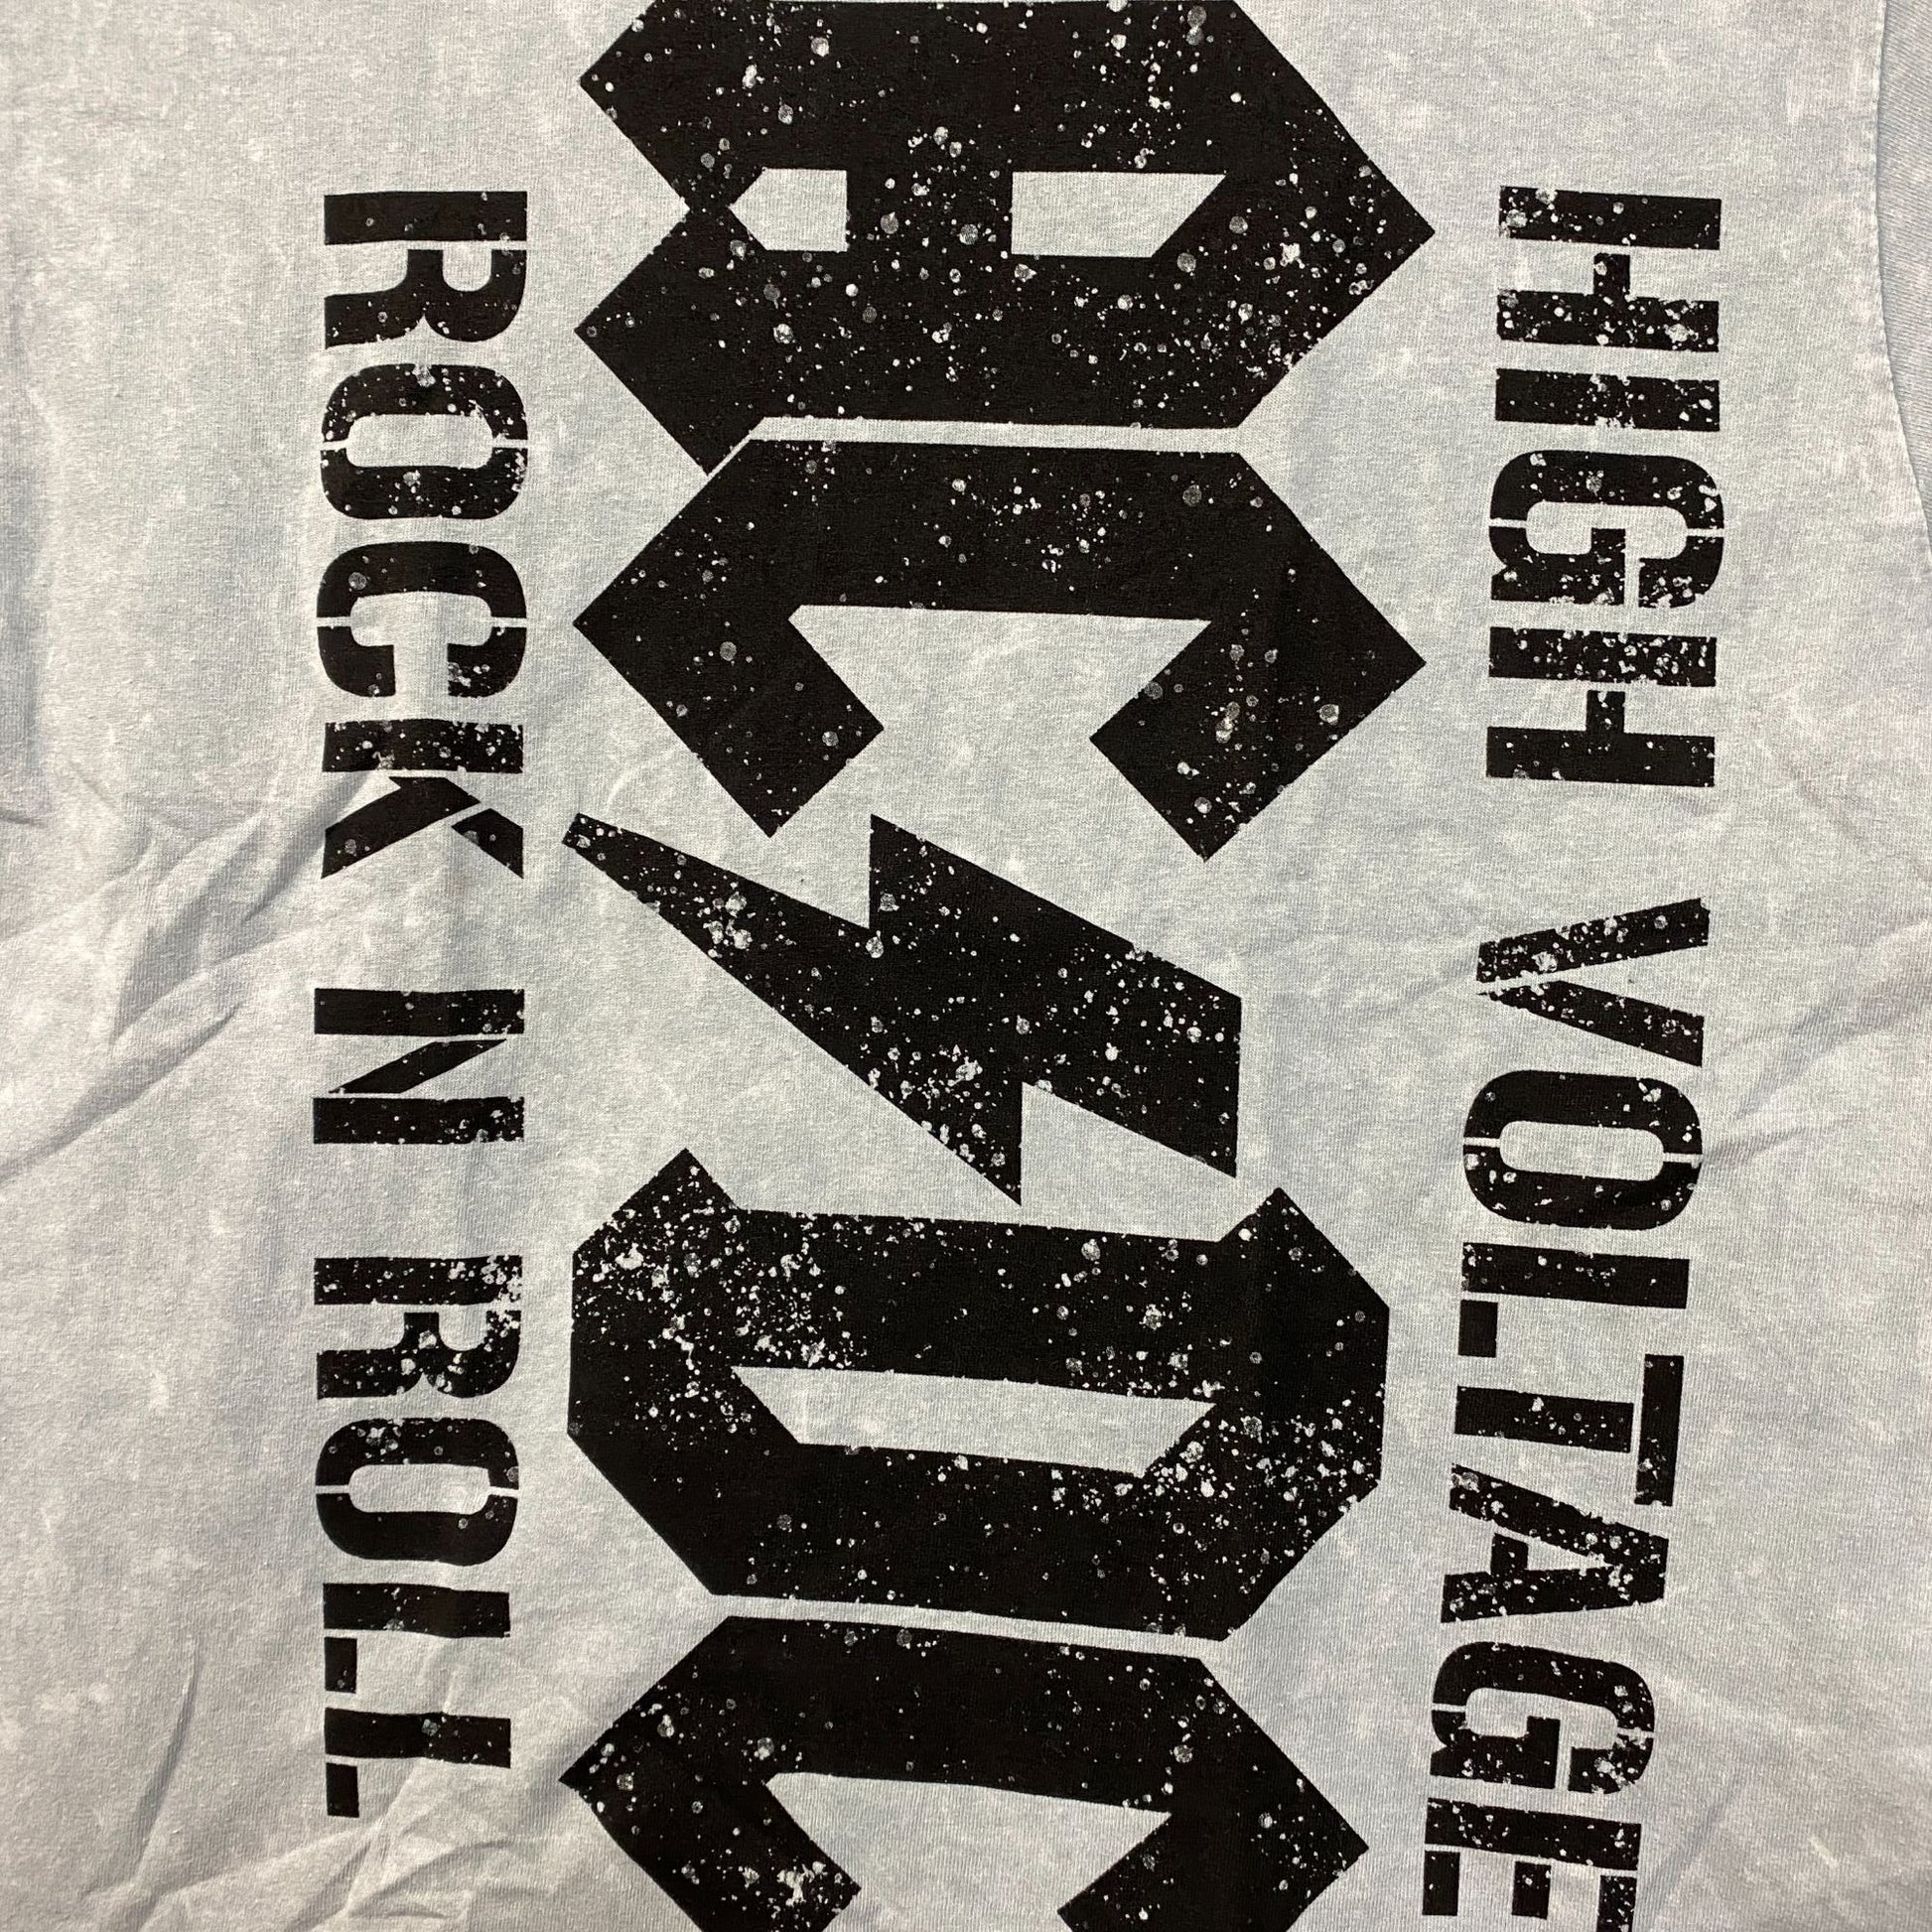 HIGH VOLTAGE
AC⚡DC
ROCK N ROLL